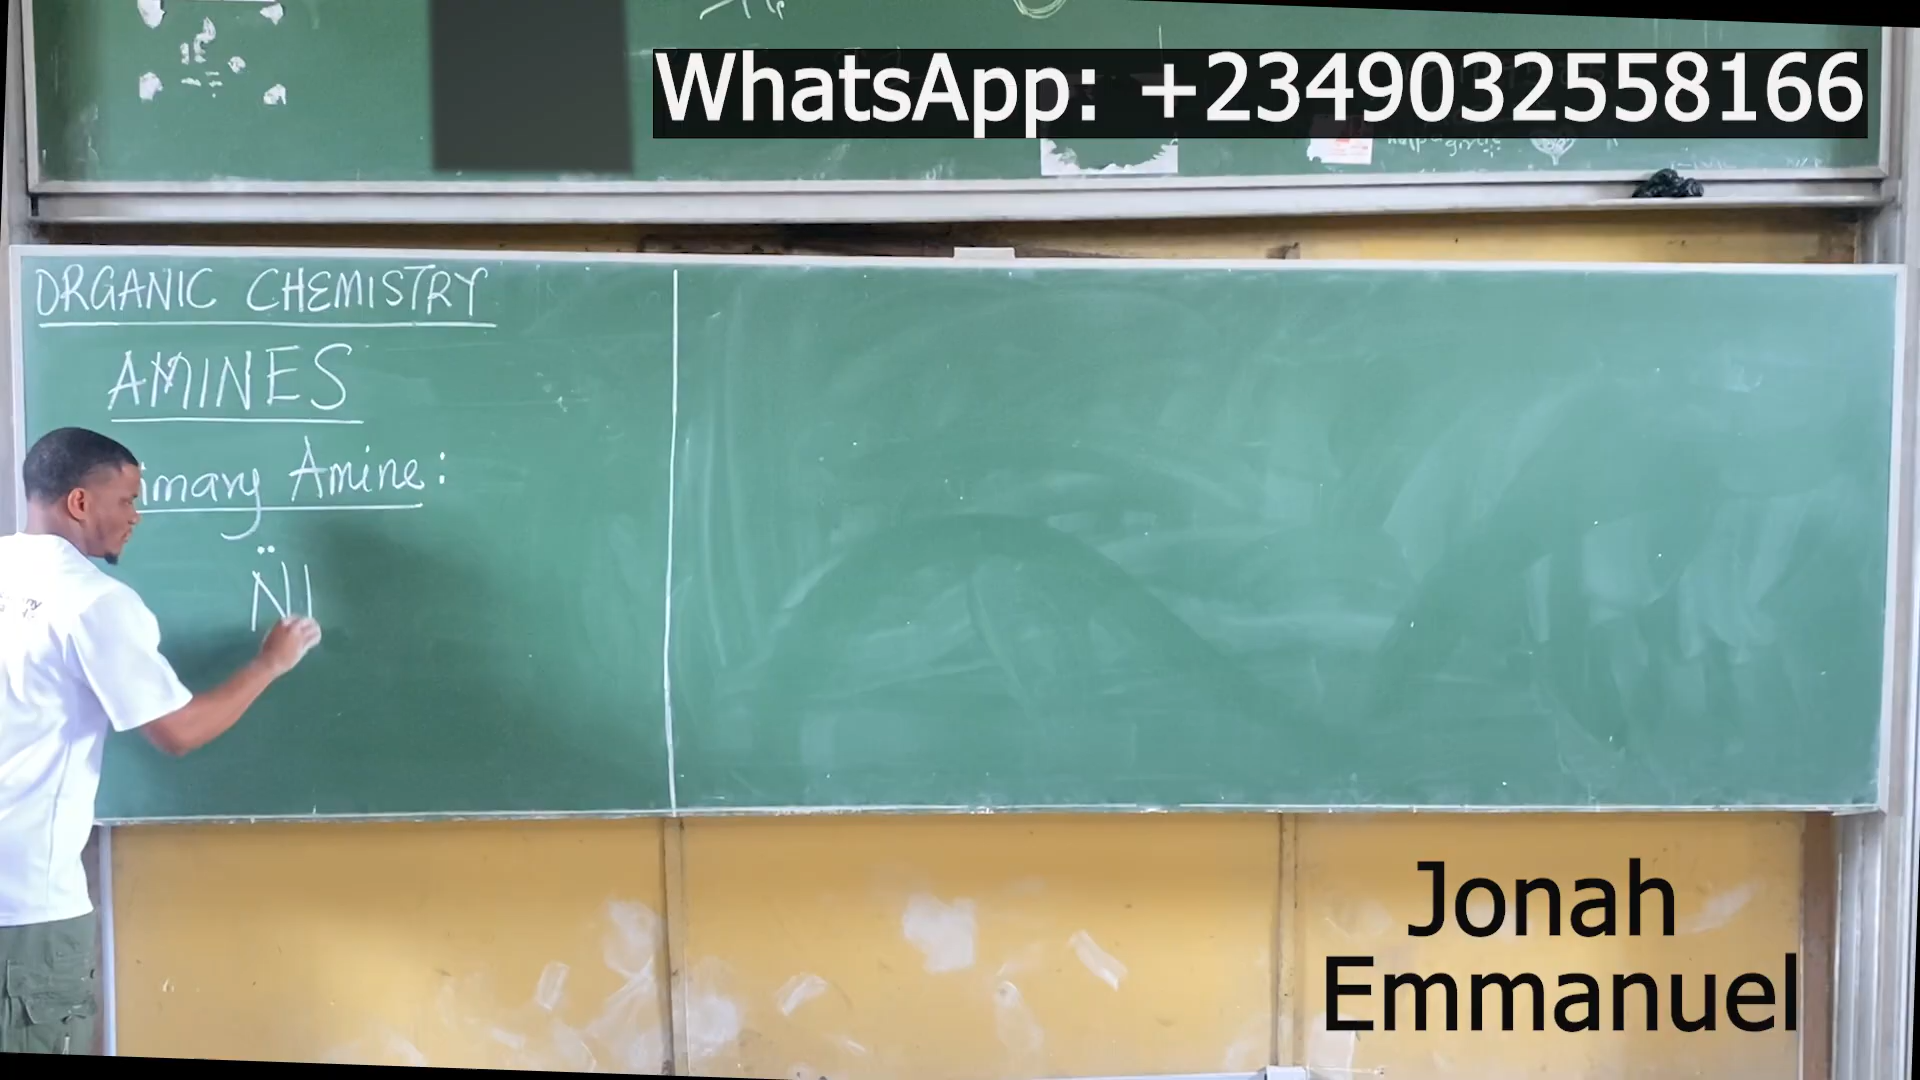 WhatsApp: +2349032558166
ORGANIC CHEMISTRY
AMINES
imary Amine:
N̈
Jonah
Emmanuel